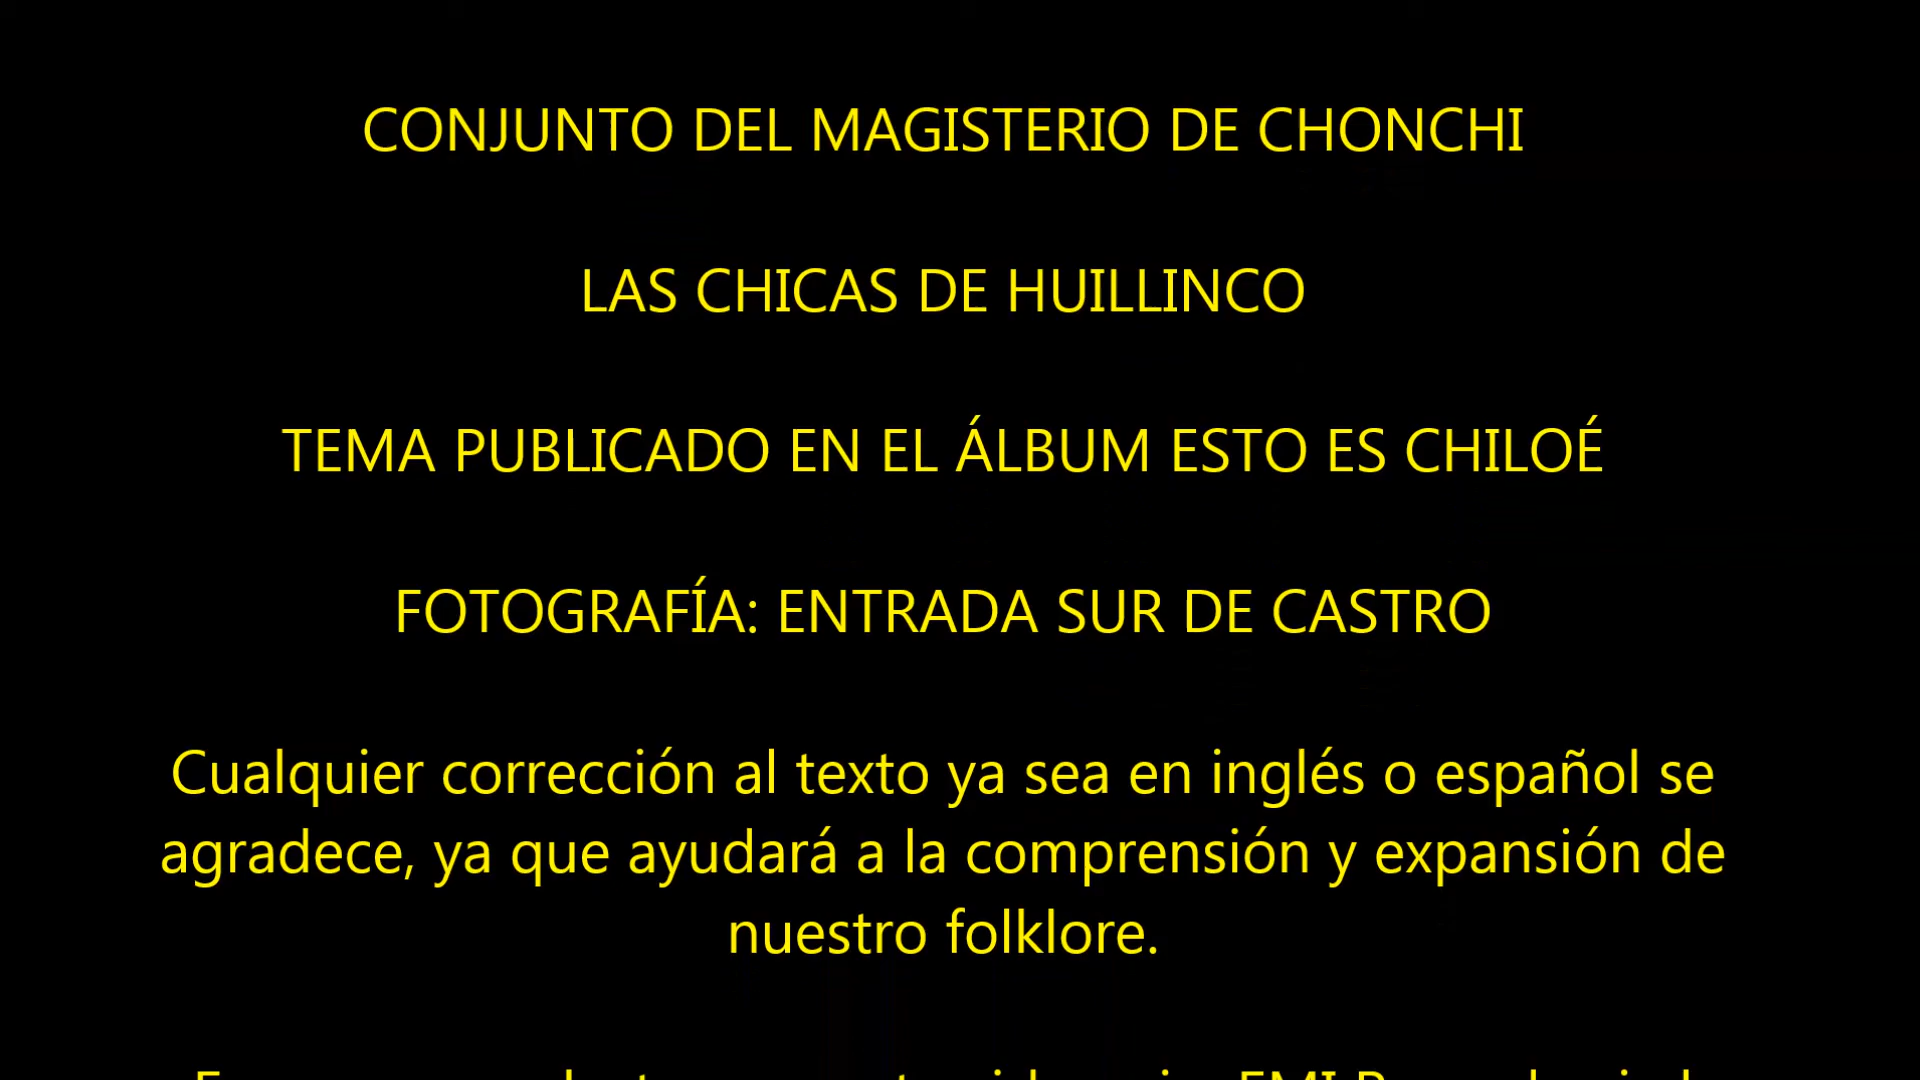 CONJUNTO DEL MAGISTERIO DE CHONCHI
LAS CHICAS DE HUILLINCO
TEMA PUBLICADO EN EL ÁLBUM ESTO ES CHILOÉ
FOTOGRAFÍA: ENTRADA SUR DE CASTRO
Cualquier corrección al texto ya sea en inglés o español se
agradece, ya que ayudará a la comprensión y expansión de
nuestro folklore.